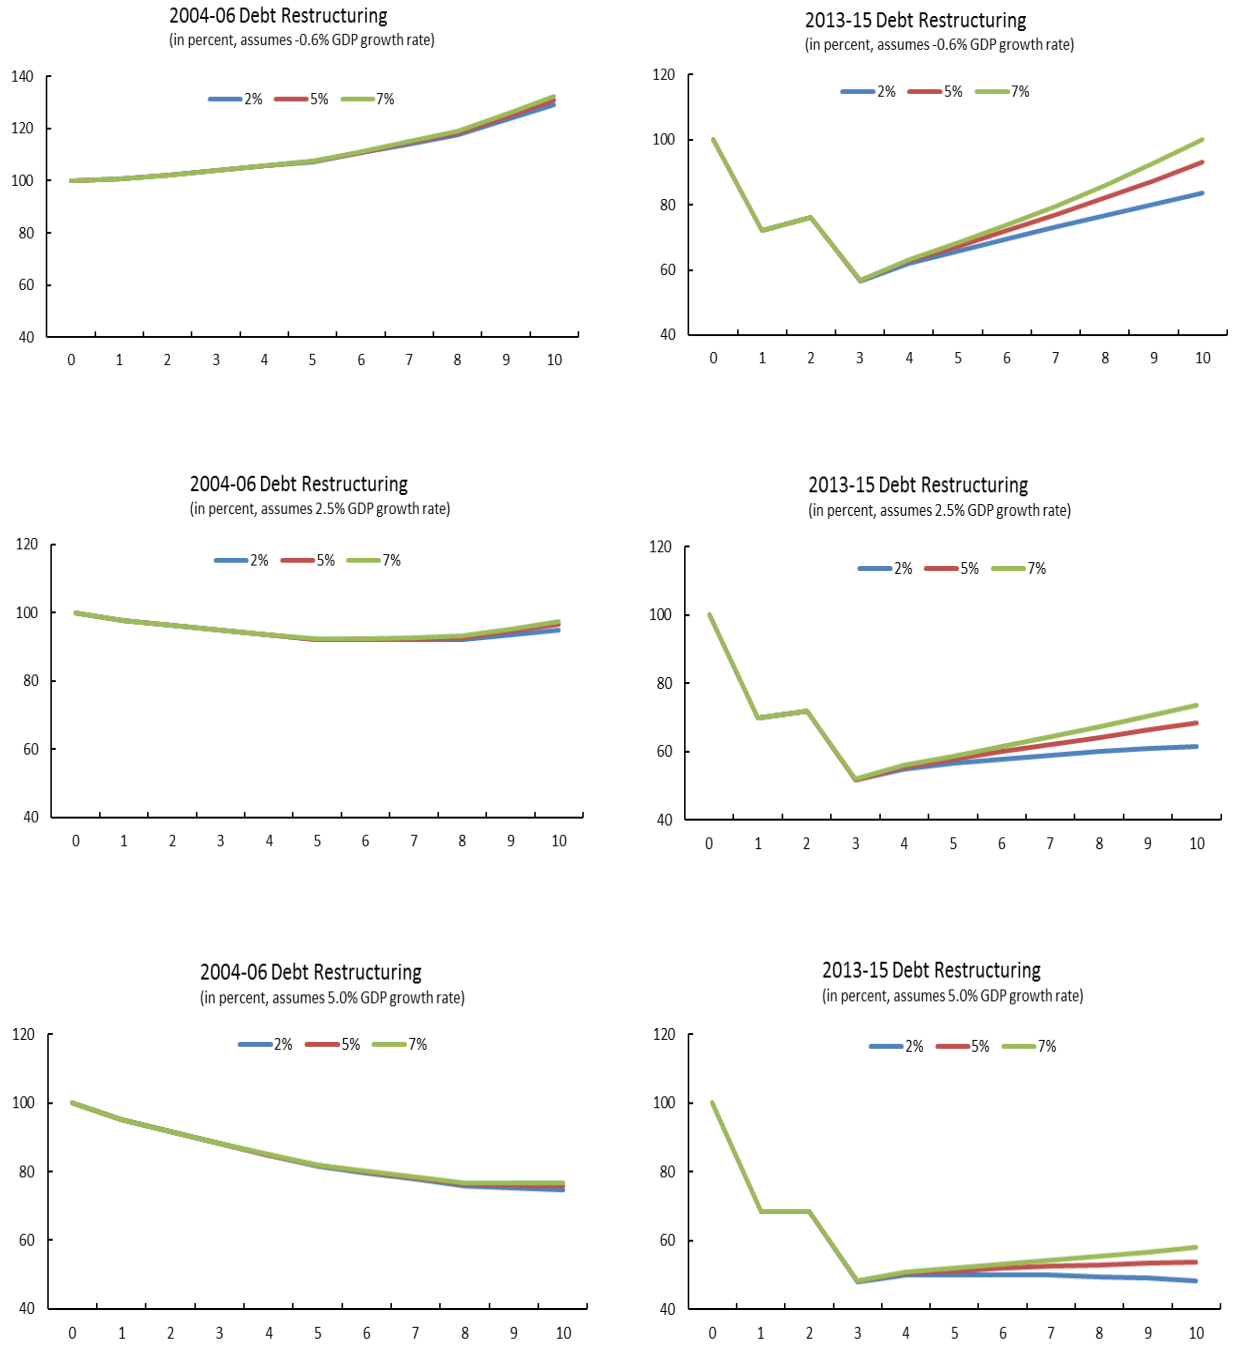 2004-06 Debt Restructuring
(in percent, assumes -0.6% GDP growth rate)
2% 5% 7%
140
120
100
80
60
40
0 1 2 3 4 5 6 7 8 9 10
2013-15 Debt Restructuring
(in percent, assumes -0.6% GDP growth rate)
2% 5% 7%
120
100
80
60
40
0 1 2 3 4 5 6 7 8 9 10
2004-06 Debt Restructuring
(in percent, assumes 2.5% GDP growth rate)
2% 5% 7%
120
100
80
60
40
0 1 2 3 4 5 6 7 8 9 10
2013-15 Debt Restructuring
(in percent, assumes 2.5% GDP growth rate)
2% 5% 7%
120
100
80
60
40
0 1 2 3 4 5 6 7 8 9 10
2004-06 Debt Restructuring
(in percent, assumes 5.0% GDP growth rate)
2% 5% 7%
120
100
80
60
40
0 1 2 3 4 5 6 7 8 9 10
2013-15 Debt Restructuring
(in percent, assumes 5.0% GDP growth rate)
2% 5% 7%
120
100
80
60
40
0 1 2 3 4 5 6 7 8 9 10